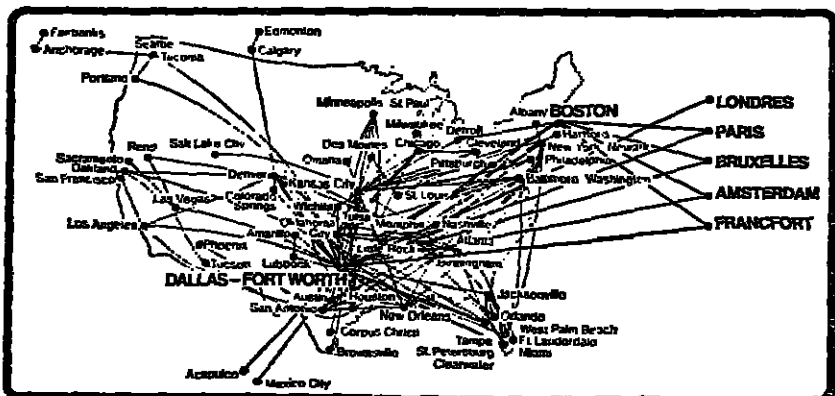 Fairbanks
Anchorage
Seattle
Tacoma
Portland
Edmonton
Calgary
Minneapolis St Paul
Milwaukee
Detroit
Albany
BOSTON
Hartford
New York Newark
Philadelphia
Baltimore Washington
Cleveland
Pittsburgh
Chicago
Des Moines
Omaha
Salt Lake City
Reno
Sacramento
Oakland
San Francisco
Las Vegas
Los Angeles
Denver
Colorado
Springs
Kansas City
St Louis
Wichita
Tulsa
Oklahoma
City
Memphis
Nashville
Little Rock
Atlanta
Birmingham
Amarillo
Lubbock
Phoenix
Tucson
DALLAS–FORT WORTH
Austin
Houston
San Antonio
New Orleans
Corpus Christi
Brownsville
Jacksonville
Orlando
West Palm Beach
Ft Lauderdale
Miami
Tampa
St Petersburg
Clearwater
Acapulco
Mexico City
LONDRES
PARIS
BRUXELLES
AMSTERDAM
FRANCFORT